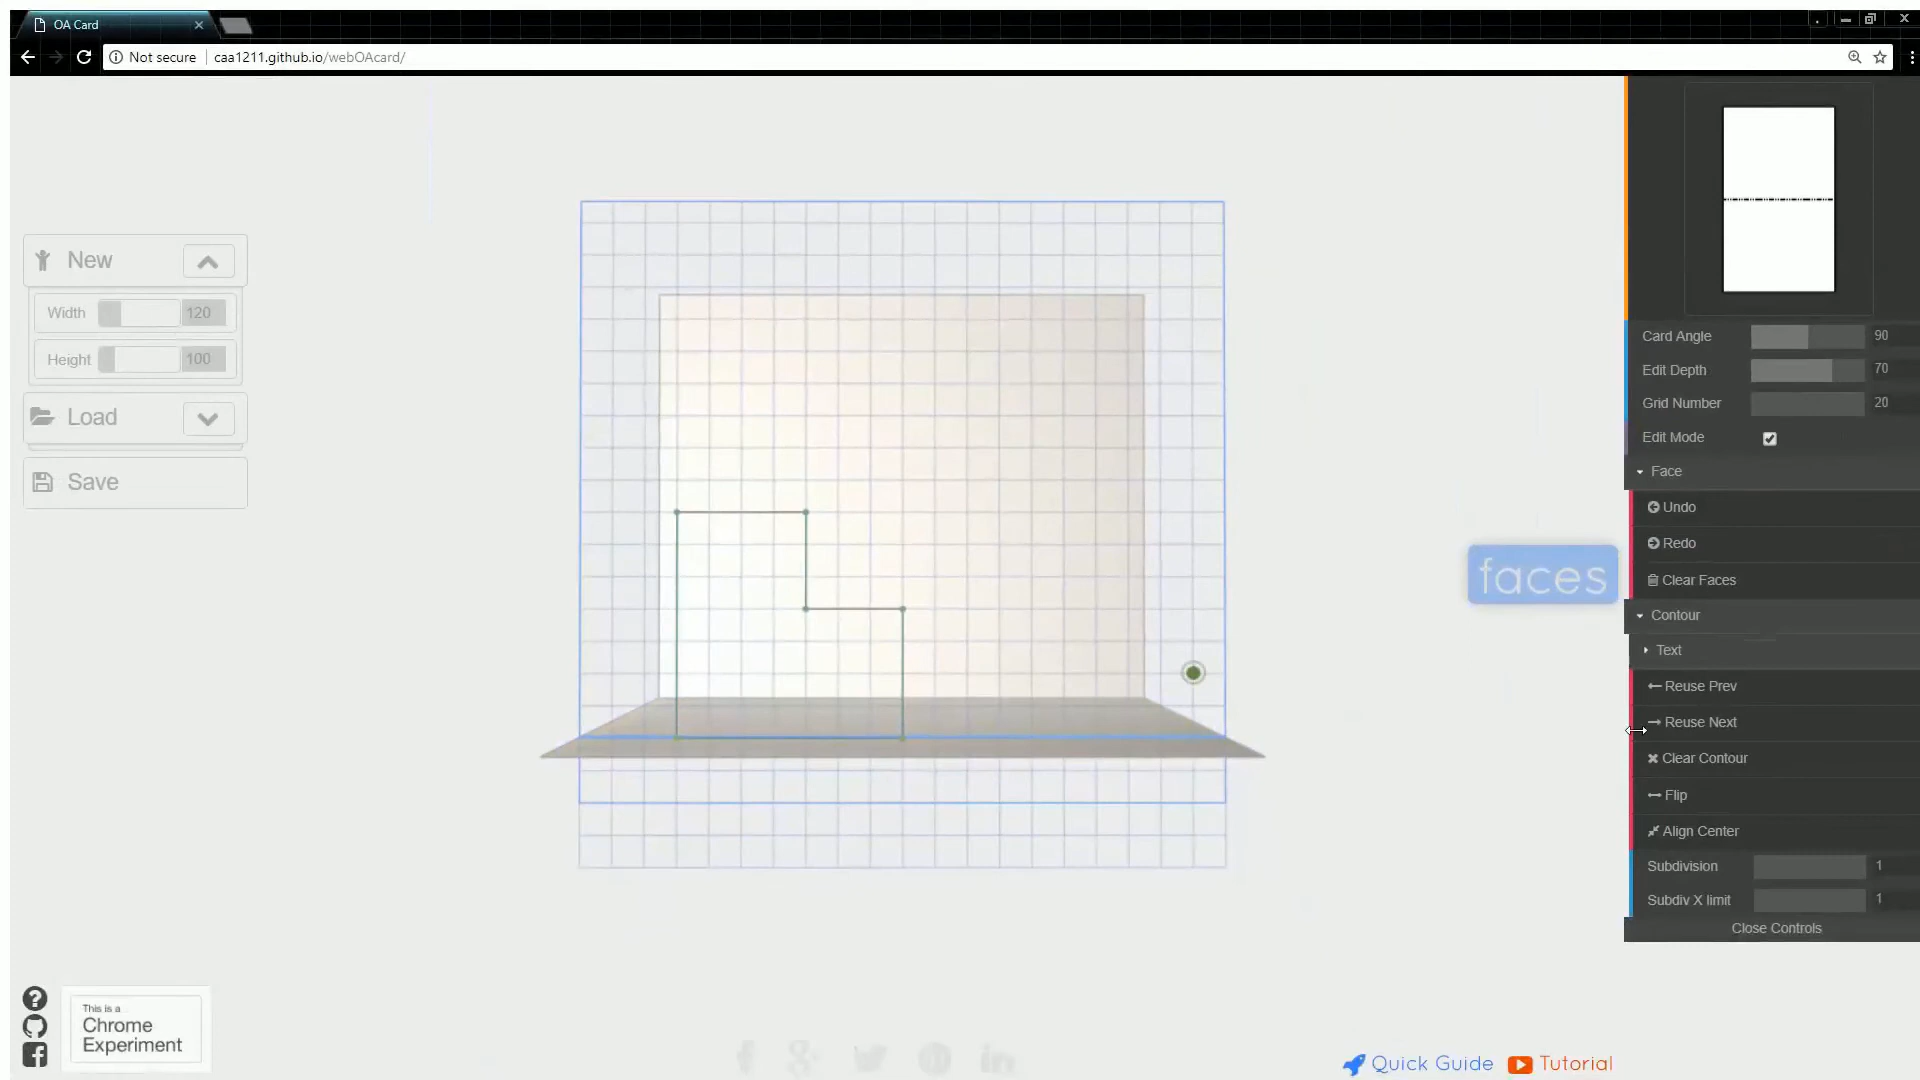 OA Card
Not secure
caa1211.github.io/webOAcard/
New
Width
120
Height
100
Load
Save
Card Angle
90
Edit Depth
70
Grid Number
20
Edit Mode
Face
Undo
Redo
Clear Faces
faces
Contour
Text
Reuse Prev
Reuse Next
Clear Contour
Flip
Align Center
Subdivision
1
Subdiv X limit
1
Close Controls
This is a
Chrome
Experiment
Quick Guide
Tutorial